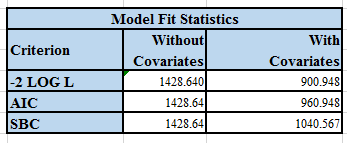 Model Fit Statistics
Criterion Without Covariates With Covariates
-2 LOG L 1428.640 900.948
AIC 1428.64 960.948
SBC 1428.64 1040.567